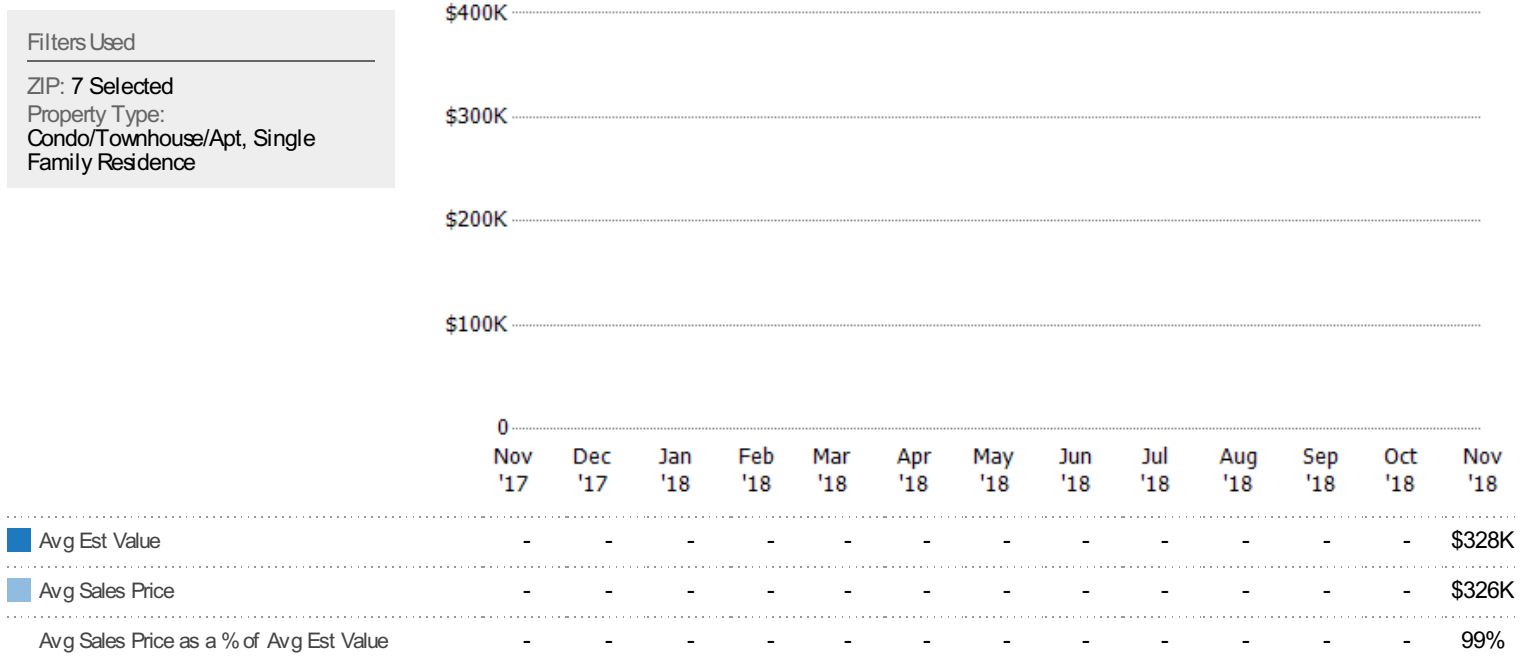 Filters Used
ZIP: 7 Selected
Property Type:
Condo/Townhouse/Apt, Single
Family Residence
$400K
$300K
$200K
$100K
0
Nov Dec Jan Feb Mar Apr May Jun Jul Aug Sep Oct Nov
'17 '17 '18 '18 '18 '18 '18 '18 '18 '18 '18 '18 '18
Avg Est Value - - - - - - - - - - - - $328K
Avg Sales Price - - - - - - - - - - - - $326K
Avg Sales Price as a % of Avg Est Value - - - - - - - - - - - - 99%